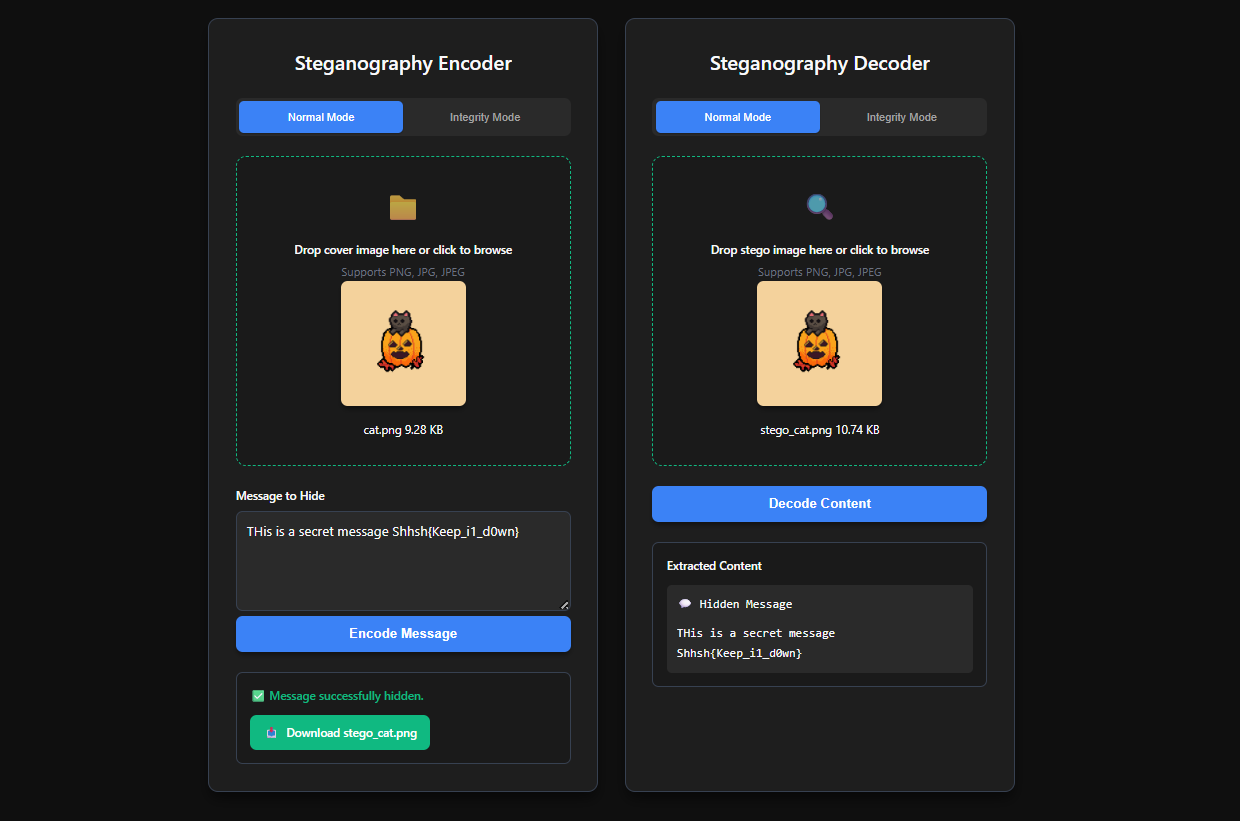 Steganography Encoder
Normal Mode
Integrity Mode
Drop cover image here or click to browse
Supports PNG, JPG, JPEG
cat.png 9.28 KB
Message to Hide
THis is a secret message Shhsh{Keep_i1_d0wn}
Encode Message
✅ Message successfully hidden.
Download stego_cat.png
Steganography Decoder
Normal Mode
Integrity Mode
Drop stego image here or click to browse
Supports PNG, JPG, JPEG
stego_cat.png 10.74 KB
Decode Content
Extracted Content
💬 Hidden Message
THis is a secret message
Shhsh{Keep_i1_d0wn}